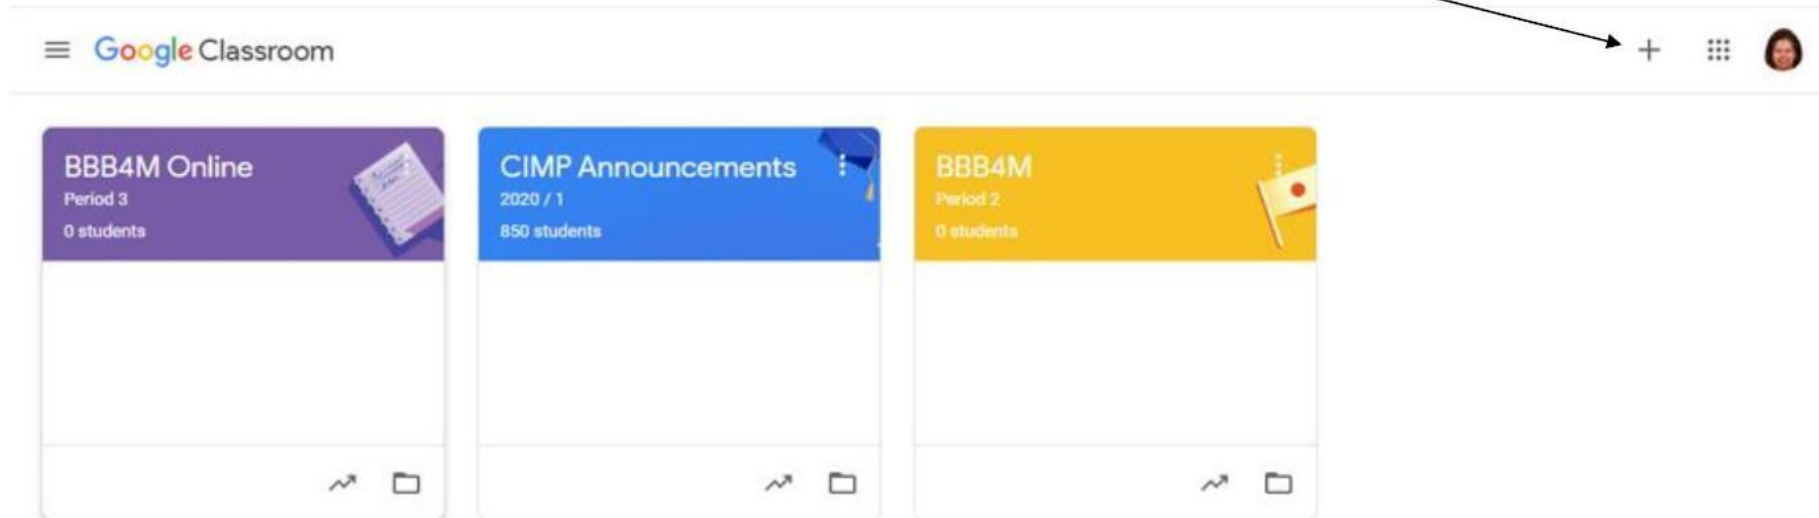 Google Classroom
BBB4M Online
Period 3
0 students
CIMP Announcements
2020 / 1
850 students
BBB4M
Period 2
0 students